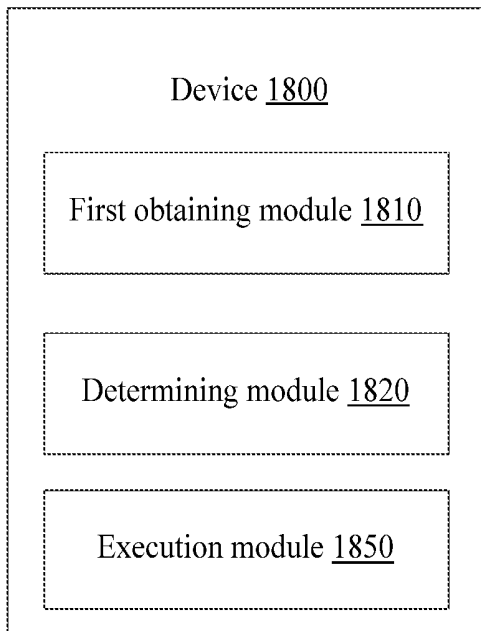 Device 1800
First obtaining module 1810
Determining module 1820
Execution module 1850